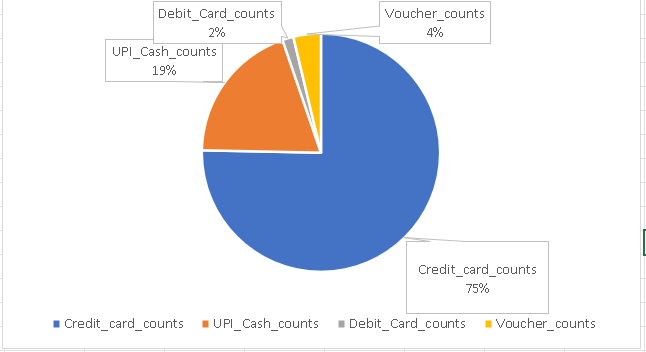 Debit_Card_counts
2%
Voucher_counts
4%
UPI_Cash_counts
19%
Credit_card_counts
75%
Credit_card_counts
UPI_Cash_counts
Debit_Card_counts
Voucher_counts